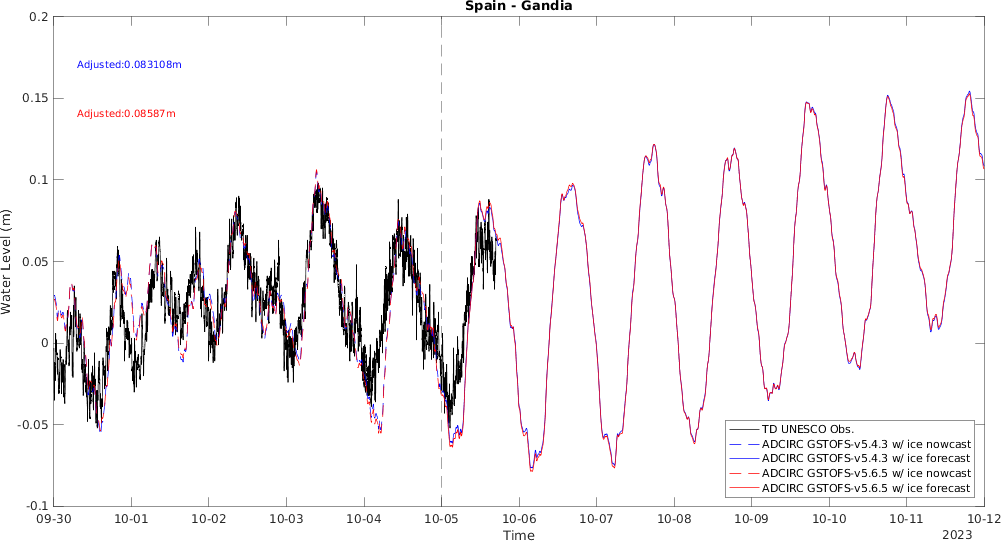 Spain - Gandia
Adjusted:0.083108m
Adjusted:0.08587m
Water Level (m)
0.2
0.15
0.1
0.05
0
-0.05
-0.1
TD UNESCO Obs.
ADCIRC GSTOFS-v5.4.3 w/ ice nowcast
ADCIRC GSTOFS-v5.4.3 w/ ice forecast
ADCIRC GSTOFS-v5.6.5 w/ ice nowcast
ADCIRC GSTOFS-v5.6.5 w/ ice forecast
09-30 10-01 10-02 10-03 10-04 10-05 10-06 10-07 10-08 10-09 10-10 10-11 10-12
Time
2023